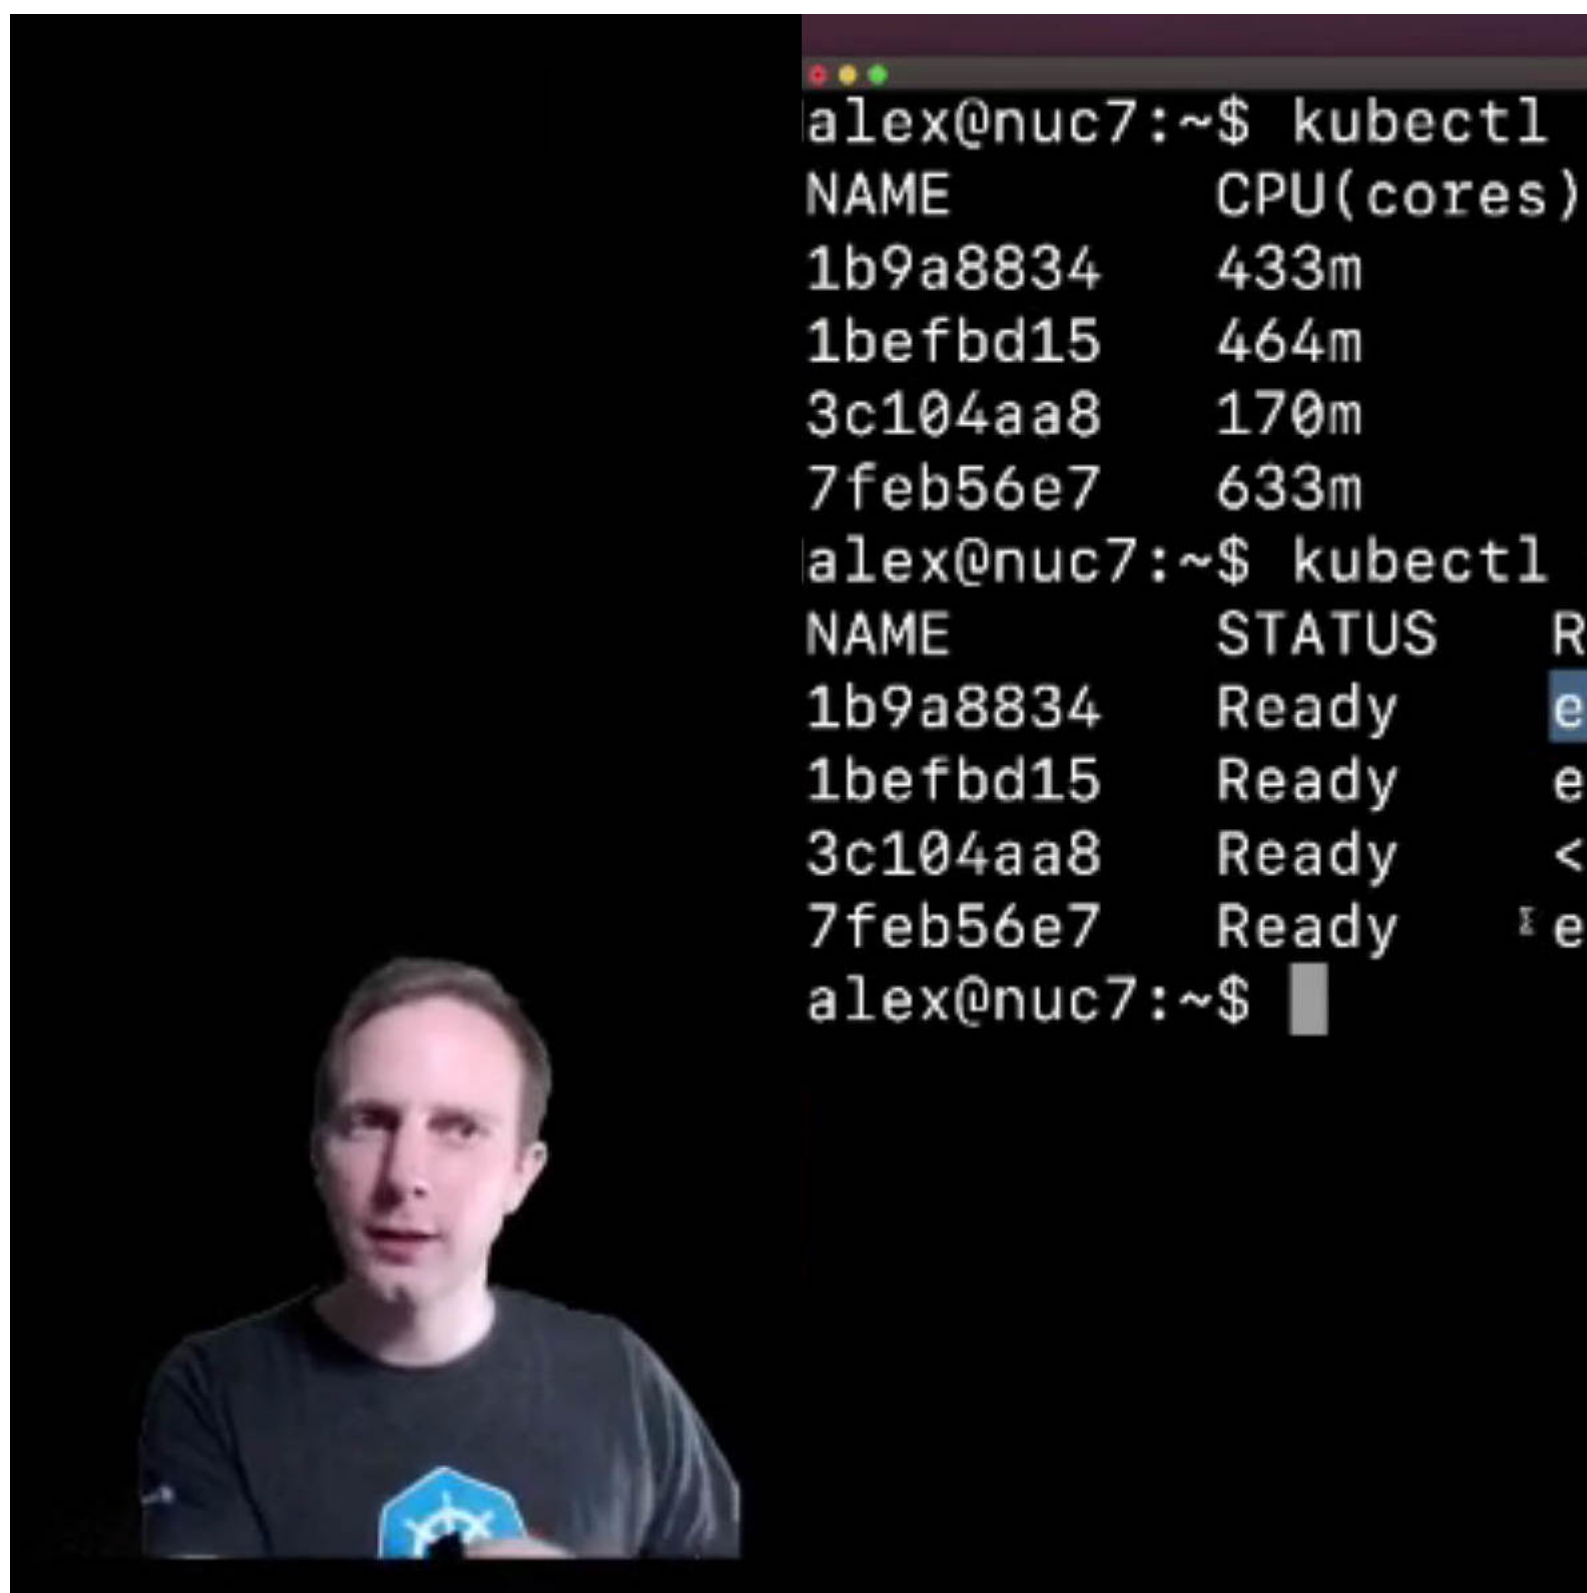 alex@nuc7:~$ kubectl
NAME CPU(cores)
1b9a8834 433m
1befbd15 464m
3c104aa8 170m
7feb56e7 633m
alex@nuc7:~$ kubectl
NAME STATUS R
1b9a8834 Ready e
1befbd15 Ready e
3c104aa8 Ready <
7feb56e7 Ready e
alex@nuc7:~$